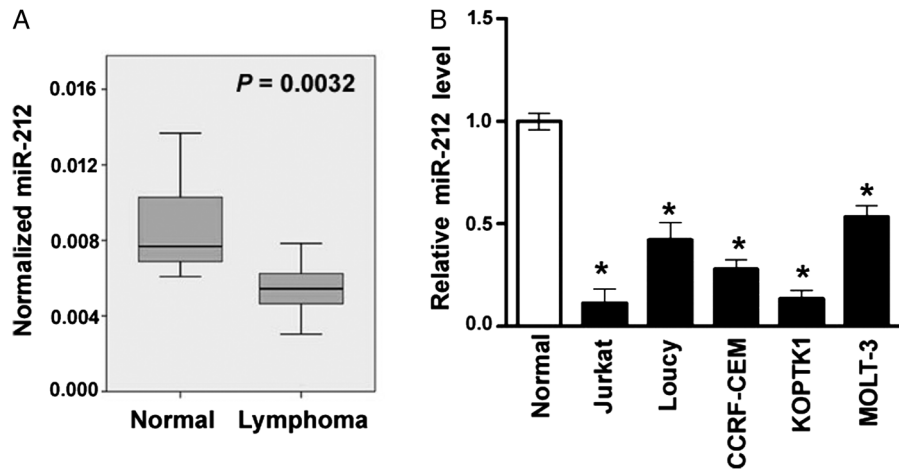 A
Normalized miR-212
0.016
0.012
0.008
0.004
0.000
P = 0.0032
Normal
Lymphoma
B
Relative miR-212 level
1.5
1.0
0.5
0.0
*
*
*
*
*
Normal
Jurkat
Loucy
CCRF-CEM
KOPTK1
MOLT-3